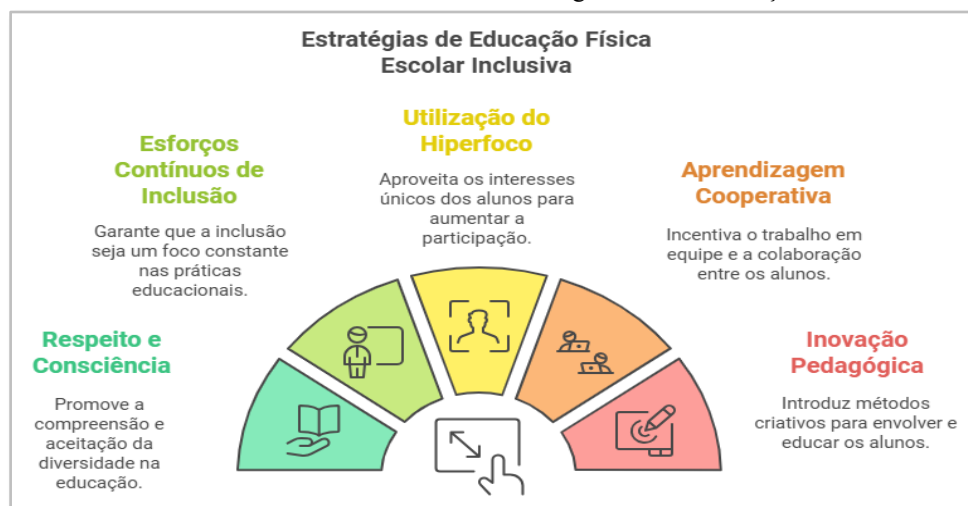 Estratégias de Educação Física
Escolar Inclusiva
Utilização do
Hiperfoco
Aproveita os interesses
únicos dos alunos para
aumentar a
participação.
Esforços
Contínuos de
Inclusão
Garante que a inclusão
seja um foco constante
nas práticas
educacionais.
Aprendizagem
Cooperativa
Incentiva o trabalho em
equipe e a colaboração
entre os alunos.
Respeito e
Consciência
Promove a
compreensão e
aceitação da
diversidade na
educação.
Inovação
Pedagógica
Introduz métodos
criativos para envolver e
educar os alunos.